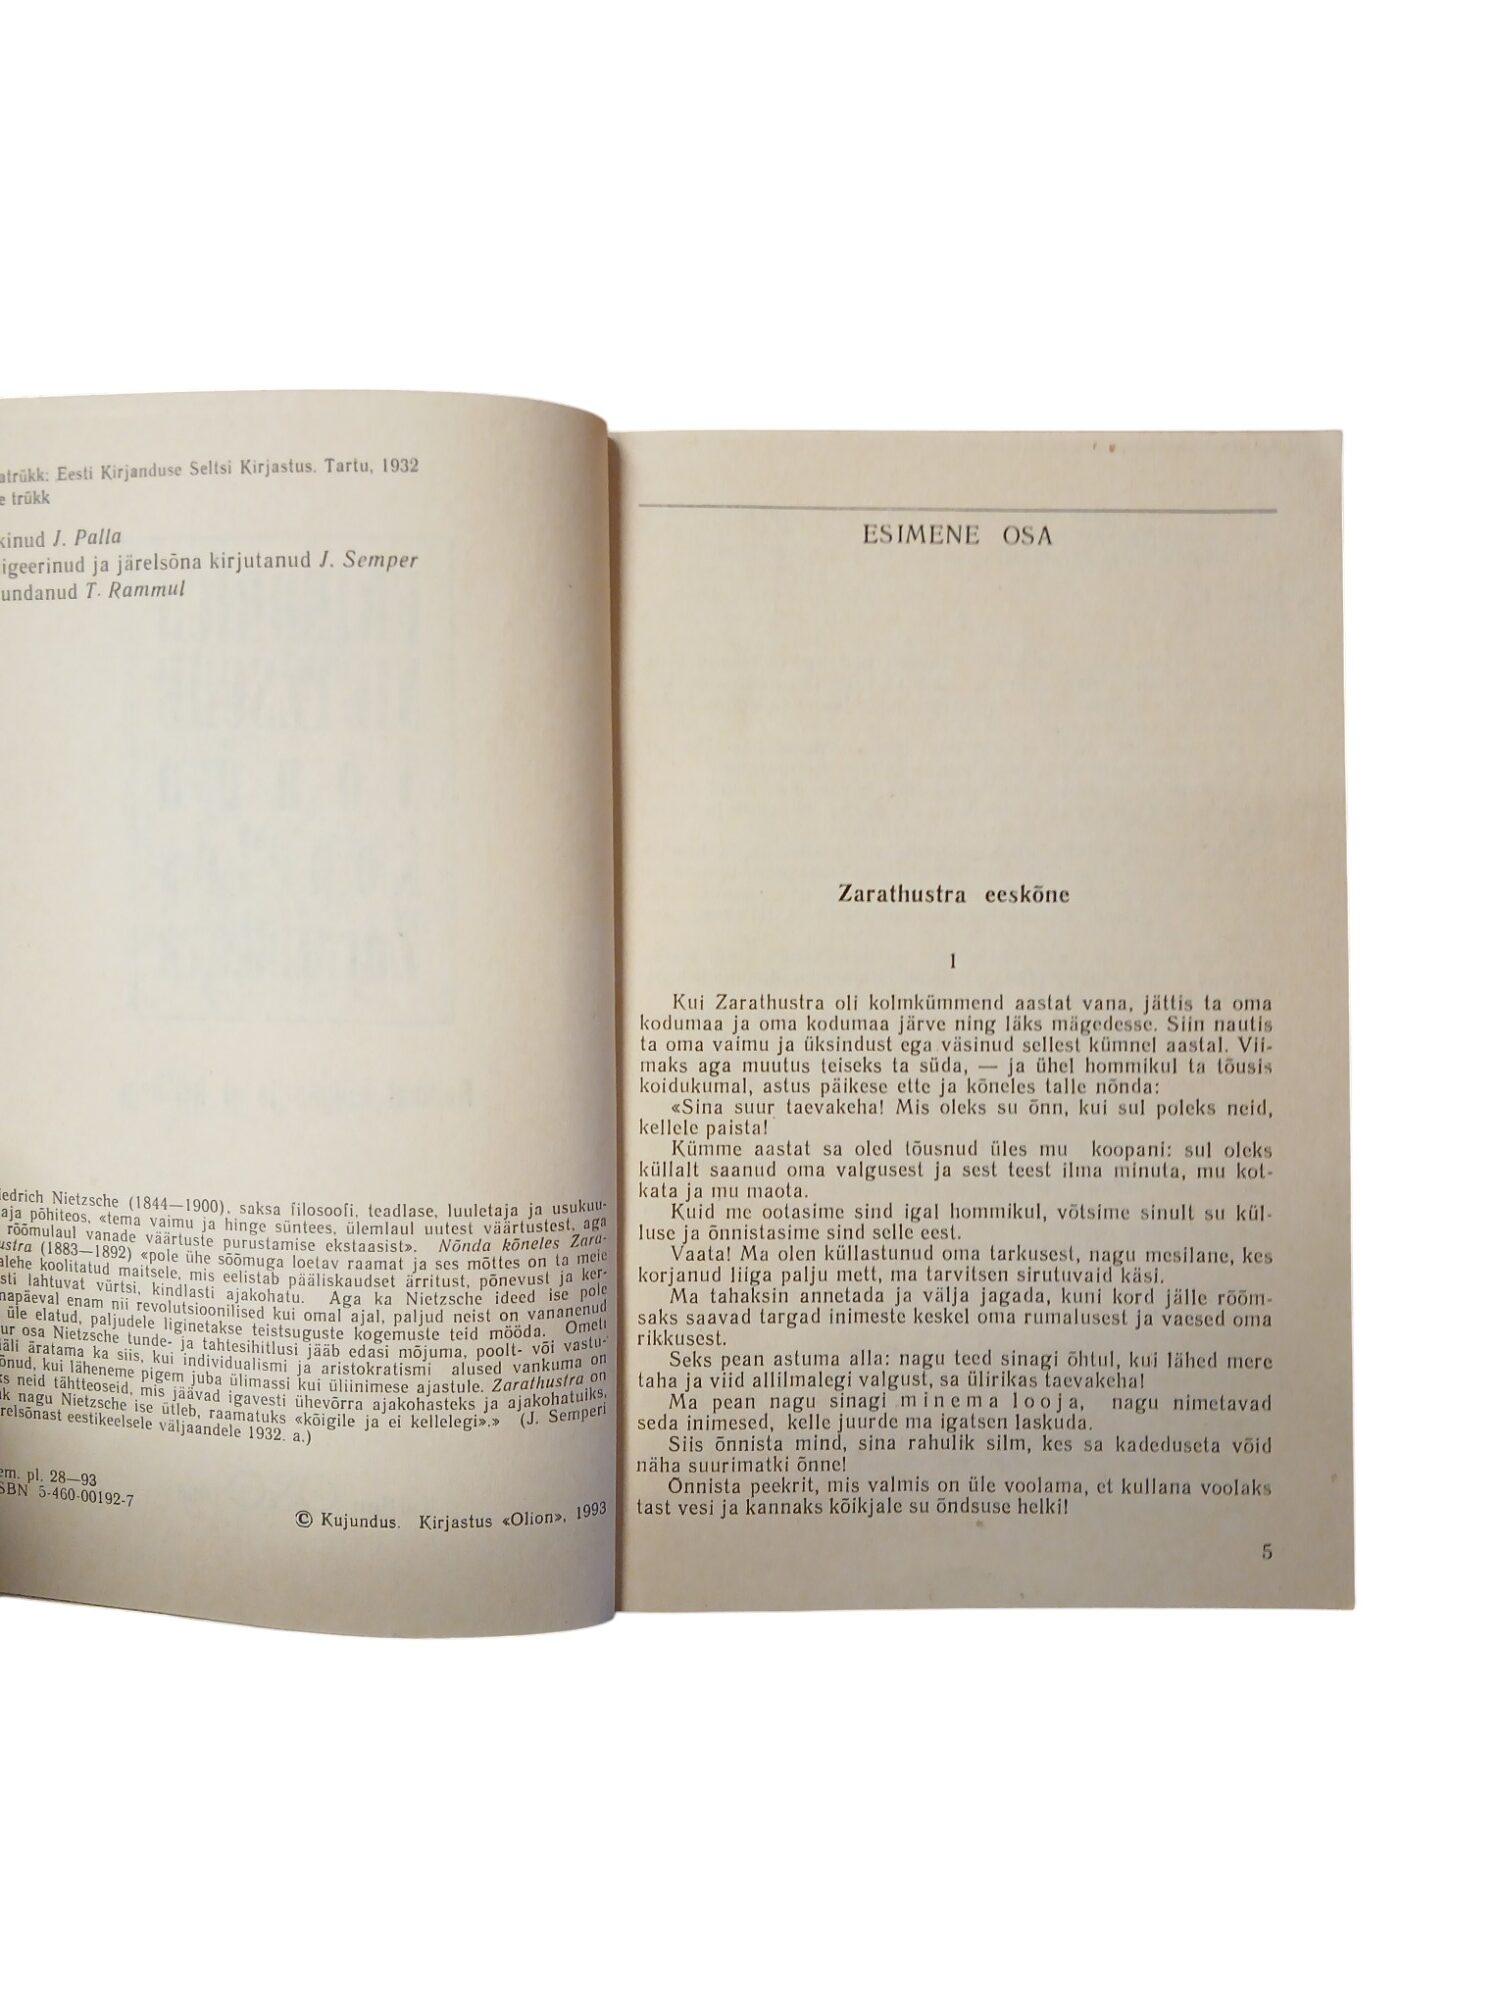 Eesti Kirjanduse Seltsi Kirjastus. Tartu, 1932
trükk
J. Palla
ja järelsõna kirjutanud J. Semper
T. Rammul
Nietzsche (1844—1900), saksa filosoofi, teadlase, luuletaja ja usukuu-
põhiteos, «tema vaimu ja hinge süntees, ülemlaul uutest väärtustest, aga
rõõmulaul vanade väärtuste purustamise ekstaasist». Nõnda kõneles Zara-
(1883—1892) «pole ühe sõõmuga loetav raamat ja ses mõttes on ta meie
koolitatud maitsele, mis eelistab pääliskaudset ärritust, põnevust ja ker-
lahtuvat vürtsi, kindlasti ajakohatu. Aga ka Nietzsche ideed ise pole
enam nii revolutsioonilised kui omal ajal, paljud neist on vananenud
üle elatud, paljudele liginetakse teistsuguste kogemuste teid mööda. Ometi
osa Nietzsche tunde- ja tahtesihitlusi jääb edasi mõjuma, poolt- või vastu-
äratama ka siis, kui individualismi ja aristokratismi alused vankuma on
kui läheneme pigem juba ülimassi kui üliinimese ajastule. Zarathustra on
neid tähtteoseid, mis jäävad igavesti ühevõrra ajakohasteks ja ajakohatuiks,
nagu Nietzsche ise ütleb, raamatuks «kõigile ja ei kellelegi».» (J. Semperi
eestikeelsele väljaandele 1932. a.)
pl. 28—93
5-460-00192-7
© Kujundus. Kirjastus «Olion», 1993
ESIMENE OSA
Zarathustra eeskõne
1
Kui Zarathustra oli kolmkümmend aastat vana, jättis ta oma
kodumaa ja oma kodumaa järve ning läks mägedesse. Siin nautis
ta oma vaimu ja üksindust ega väsinud sellest kümnel aastal. Vii-
maks aga muutus teiseks ta süda, — ja ühel hommikul ta tõusis
koidukumal, astus päikese ette ja kõneles talle nõnda:
«Sina suur taevakeha! Mis oleks su õnn, kui sul poleks neid,
kellele paista!
Kümme aastat sa oled tõusnud üles mu koopani: sul oleks
küllalt saanud oma valgusest ja sest teest ilma minuta, mu kot-
kata ja mu maota.
Kuid me ootasime sind igal hommikul, võtsime sinult su kül-
luse ja õnnistasime sind selle eest.
Vaata! Ma olen küllastunud oma tarkusest, nagu mesilane, kes
korjanud liiga palju mett, ma tarvitsen sirutuvaid käsi.
Ma tahaksin annetada ja välja jagada, kuni kord jälle rõõm-
saks saavad targad inimeste keskel oma rumalusest ja vaesed oma
rikkusest.
Seks pean astuma alla: nagu teed sinagi õhtul, kui lähed mere
taha ja viid allilmalegi valgust, sa ülirikas taevakeha!
Ma pean nagu sinagi minema looja, nagu nimetavad
seda inimesed, kelle juurde ma igatsen laskuda.
Siis õnnista mind, sina rahulik silm, kes sa kadeduseta võid
näha suurimatki õnne!
Õnnista peekrit, mis valmis on üle voolama, et kullana voolaks
tast vesi ja kannaks kõikjale su õndsuse helki!
5